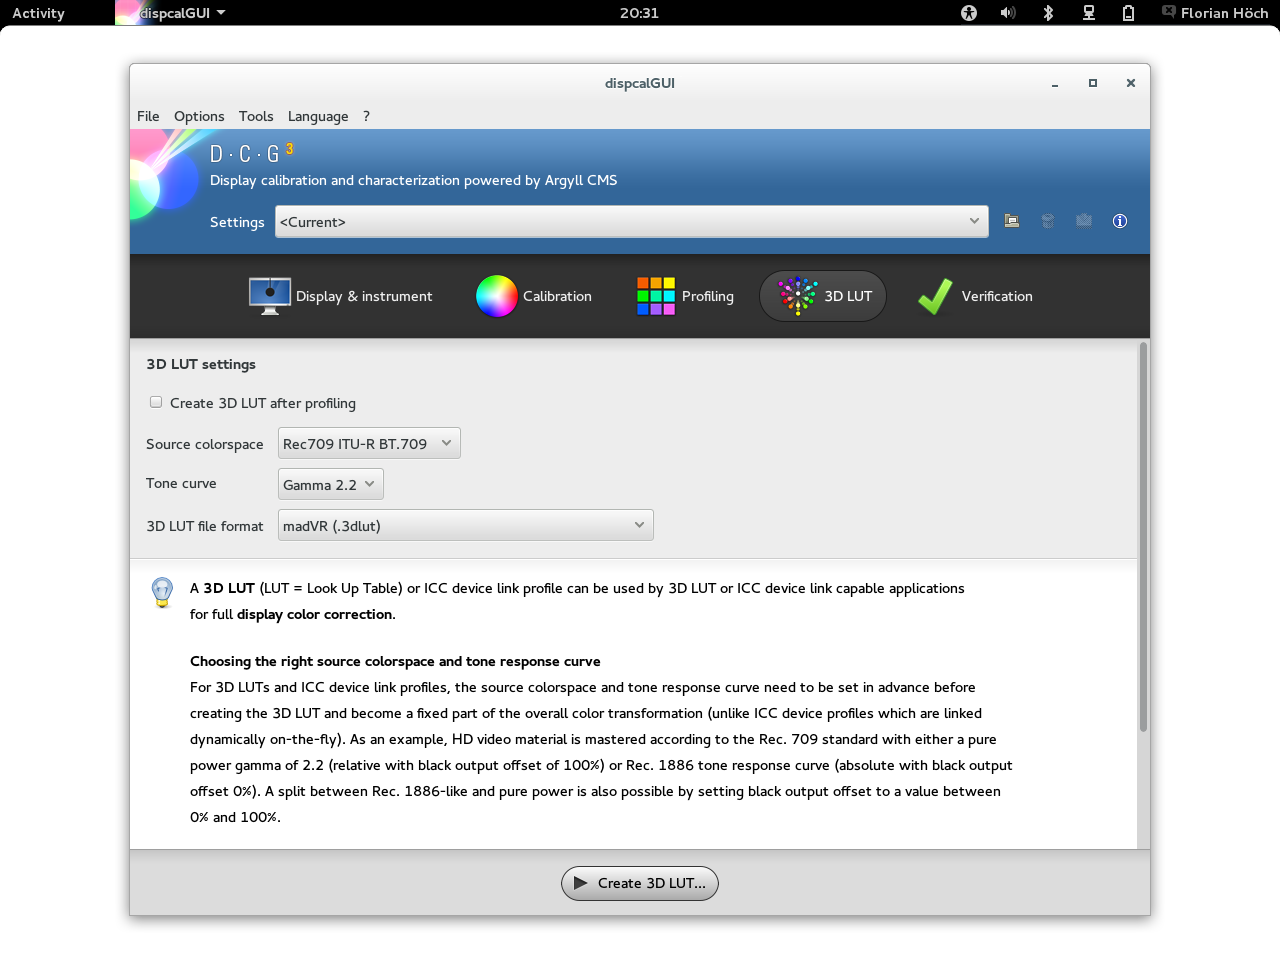 Activity dispcalGUI 20:31 Florian Höch
dispcalGUI
File Options Tools Language ?
D·C·G 3
Display calibration and characterization powered by Argyll CMS
Settings <Current>
Display & instrument Calibration Profiling 3D LUT Verification
3D LUT settings
Create 3D LUT after profiling
Source colorspace Rec709 ITU-R BT.709
Tone curve Gamma 2.2
3D LUT file format madVR (.3dlut)
A 3D LUT (LUT = Look Up Table) or ICC device link profile can be used by 3D LUT or ICC device link capable applications
for full display color correction.
Choosing the right source colorspace and tone response curve
For 3D LUTs and ICC device link profiles, the source colorspace and tone response curve need to be set in advance before
creating the 3D LUT and become a fixed part of the overall color transformation (unlike ICC device profiles which are linked
dynamically on-the-fly). As an example, HD video material is mastered according to the Rec. 709 standard with either a pure
power gamma of 2.2 (relative with black output offset of 100%) or Rec. 1886 tone response curve (absolute with black output
offset 0%). A split between Rec. 1886-like and pure power is also possible by setting black output offset to a value between
0% and 100%.
Create 3D LUT...